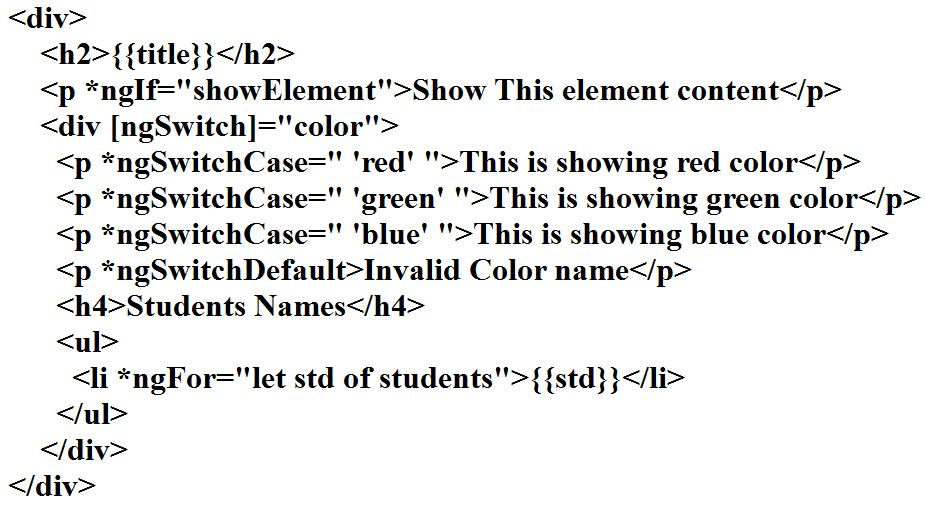 <div>
    <h2>{{title}}</h2>
    <p *ngIf="showElement">Show This element content</p>
    <div [ngSwitch]="color">
      <p *ngSwitchCase=" 'red' ">This is showing red color</p>
      <p *ngSwitchCase=" 'green' ">This is showing green color</p>
      <p *ngSwitchCase=" 'blue' ">This is showing blue color</p>
      <p *ngSwitchDefault>Invalid Color name</p>
      <h4>Students Names</h4>
      <ul>
        <li *ngFor="let std of students">{{std}}</li>
      </ul>
    </div>
</div>